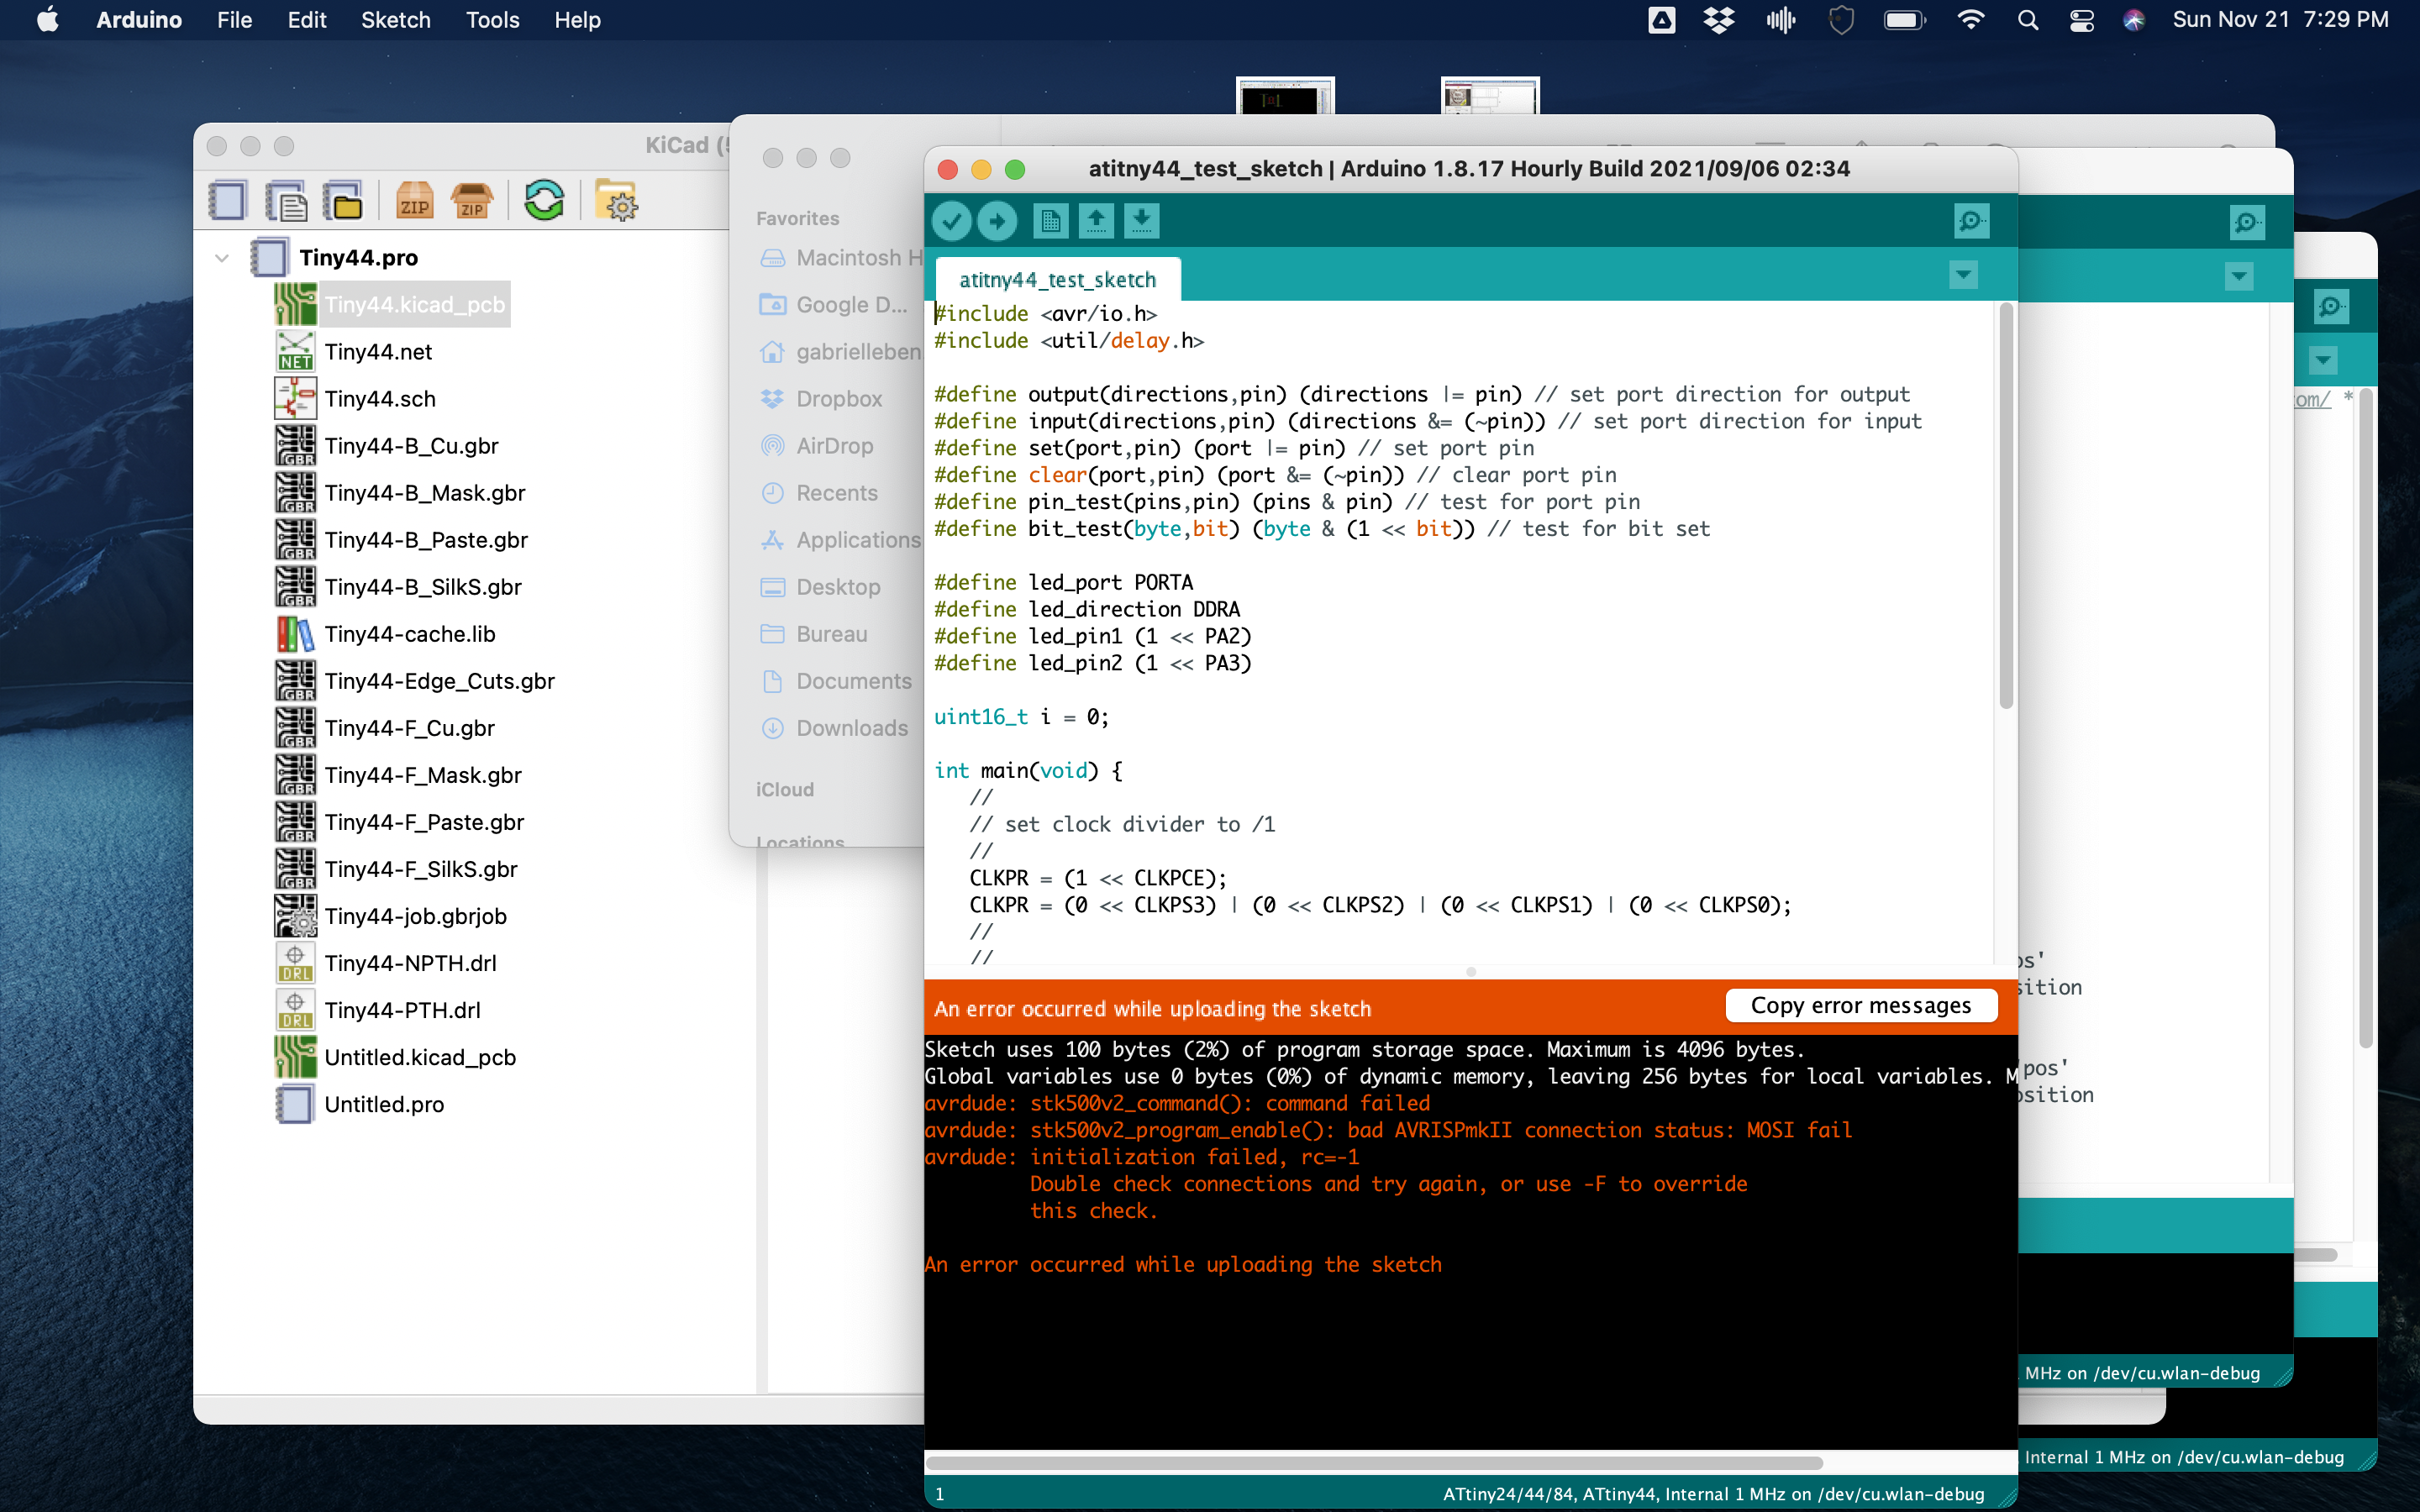 Arduino File Edit Sketch Tools Help
Sun Nov 21 7:29 PM
KiCad (5
Tiny44.pro
Tiny44.kicad_pcb
Tiny44.net
Tiny44.sch
Tiny44-B_Cu.gbr
Tiny44-B_Mask.gbr
Tiny44-B_Paste.gbr
Tiny44-B_SilkS.gbr
Tiny44-cache.lib
Tiny44-Edge_Cuts.gbr
Tiny44-F_Cu.gbr
Tiny44-F_Mask.gbr
Tiny44-F_Paste.gbr
Tiny44-F_SilkS.gbr
Tiny44-job.gbrjob
Tiny44-NPTH.drl
Tiny44-PTH.drl
Untitled.kicad_pcb
Untitled.pro
Favorites
Macintosh H
Google D...
gabrielleben
Dropbox
AirDrop
Recents
Applications
Desktop
Bureau
Documents
Downloads
iCloud
Locations
atitny44_test_sketch | Arduino 1.8.17 Hourly Build 2021/09/06 02:34
atitny44_test_sketch
#include <avr/io.h>
#include <util/delay.h>
#define output(directions,pin) (directions |= pin) // set port direction for output
#define input(directions,pin) (directions &= (~pin)) // set port direction for input
#define set(port,pin) (port |= pin) // set port pin
#define clear(port,pin) (port &= (~pin)) // clear port pin
#define pin_test(pins,pin) (pins & pin) // test for port pin
#define bit_test(byte,bit) (byte & (1 << bit)) // test for bit set
#define led_port PORTA
#define led_direction DDRA
#define led_pin1 (1 << PA2)
#define led_pin2 (1 << PA3)
uint16_t i = 0;
int main(void) {
//
// set clock divider to /1
//
CLKPR = (1 << CLKPCE);
CLKPR = (0 << CLKPS3) | (0 << CLKPS2) | (0 << CLKPS1) | (0 << CLKPS0);
//
//
An error occurred while uploading the sketch
Copy error messages
Sketch uses 100 bytes (2%) of program storage space. Maximum is 4096 bytes.
Global variables use 0 bytes (0%) of dynamic memory, leaving 256 bytes for local variables. M
avrdude: stk500v2_command(): command failed
avrdude: stk500v2_program_enable(): bad AVRISPmkII connection status: MOSI fail
avrdude: initialization failed, rc=-1
Double check connections and try again, or use -F to override
this check.
An error occurred while uploading the sketch
1
ATtiny24/44/84, ATtiny44, Internal 1 MHz on /dev/cu.wlan-debug
om/ *
os'
sition
pos'
osition
MHz on /dev/cu.wlan-debug
Internal 1 MHz on /dev/cu.wlan-debug
ZIP
ZIP
NET
GBR
GBR
GBR
GBR
GBR
GBR
GBR
GBR
GBR
DRL
DRL